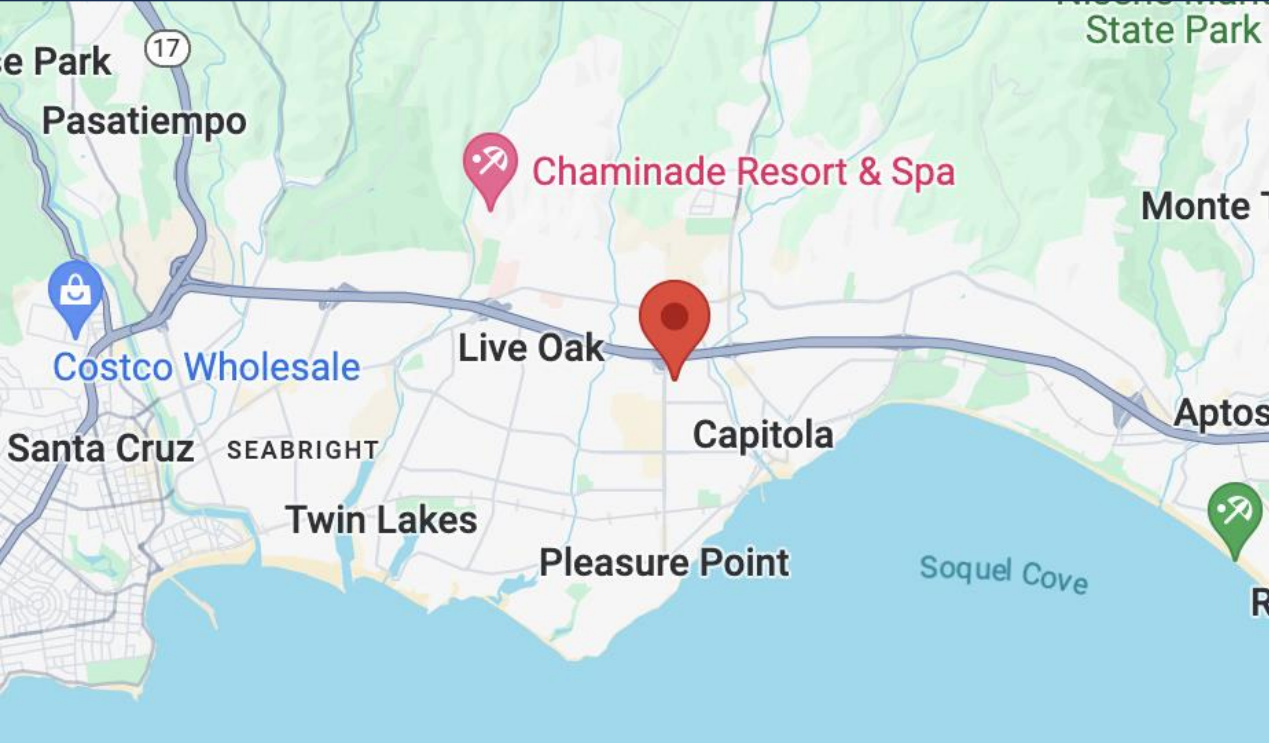 State Park
se Park
17
Pasatiempo
Chaminade Resort & Spa
Monte
Live Oak
Costco Wholesale
Aptos
Capitola
Santa Cruz
SEABRIGHT
Twin Lakes
Pleasure Point
Soquel Cove
R